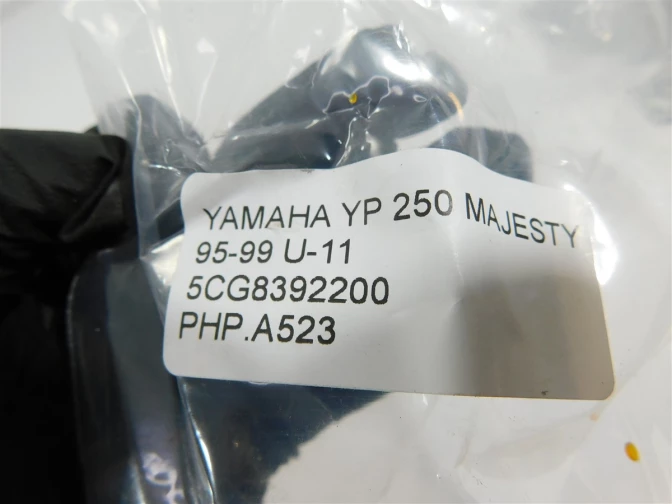 YAMAHA YP 250 MAJESTY
95-99 U-11
5CG8392200
PHP.A523